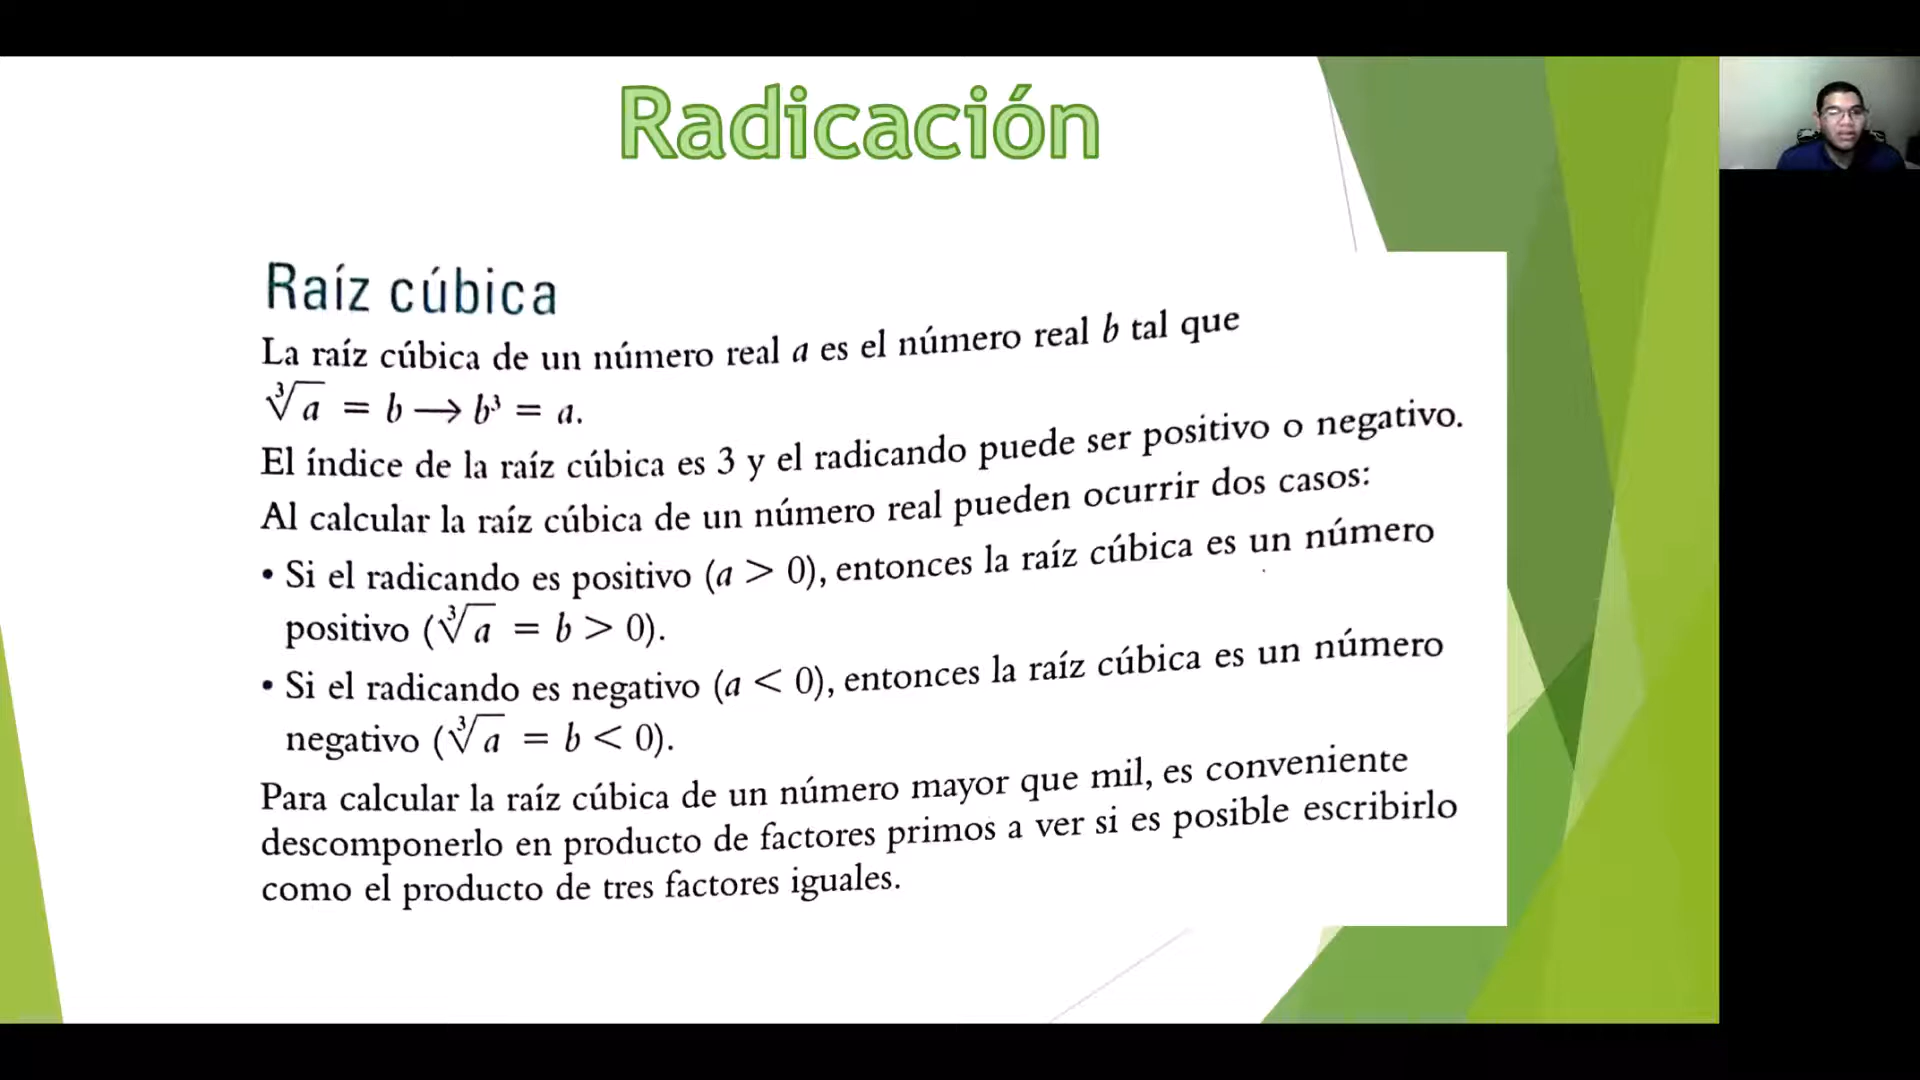 Radicación
Raíz cúbica
La raíz cúbica de un número real a es el número real b tal que
∛a = b → b³ = a.
El índice de la raíz cúbica es 3 y el radicando puede ser positivo o negativo.
Al calcular la raíz cúbica de un número real pueden ocurrir dos casos:
• Si el radicando es positivo (a > 0), entonces la raíz cúbica es un número
positivo (∛a = b > 0).
• Si el radicando es negativo (a < 0), entonces la raíz cúbica es un número
negativo (∛a = b < 0).
Para calcular la raíz cúbica de un número mayor que mil, es conveniente
descomponerlo en producto de factores primos a ver si es posible escribirlo
como el producto de tres factores iguales.